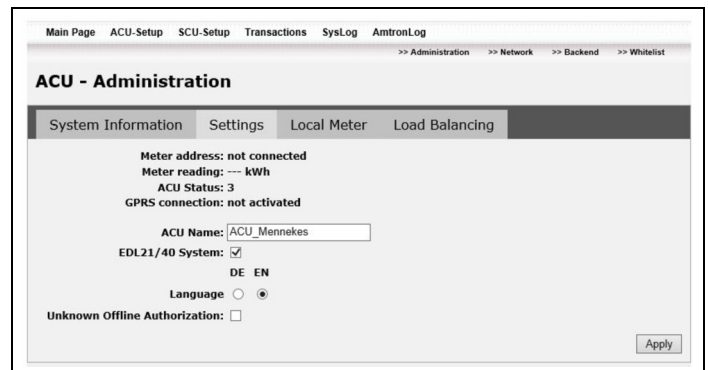 Main Page ACU-Setup SCU-Setup Transactions SysLog AmtronLog
>> Administration >> Network >> Backend >> Whitelist
ACU - Administration
System Information Settings Local Meter Load Balancing
Meter address: not connected
Meter reading: --- kWh
ACU Status: 3
GPRS connection: not activated
ACU Name: ACU_Mennekes
EDL21/40 System:
DE EN
Language
Unknown Offline Authorization:
Apply